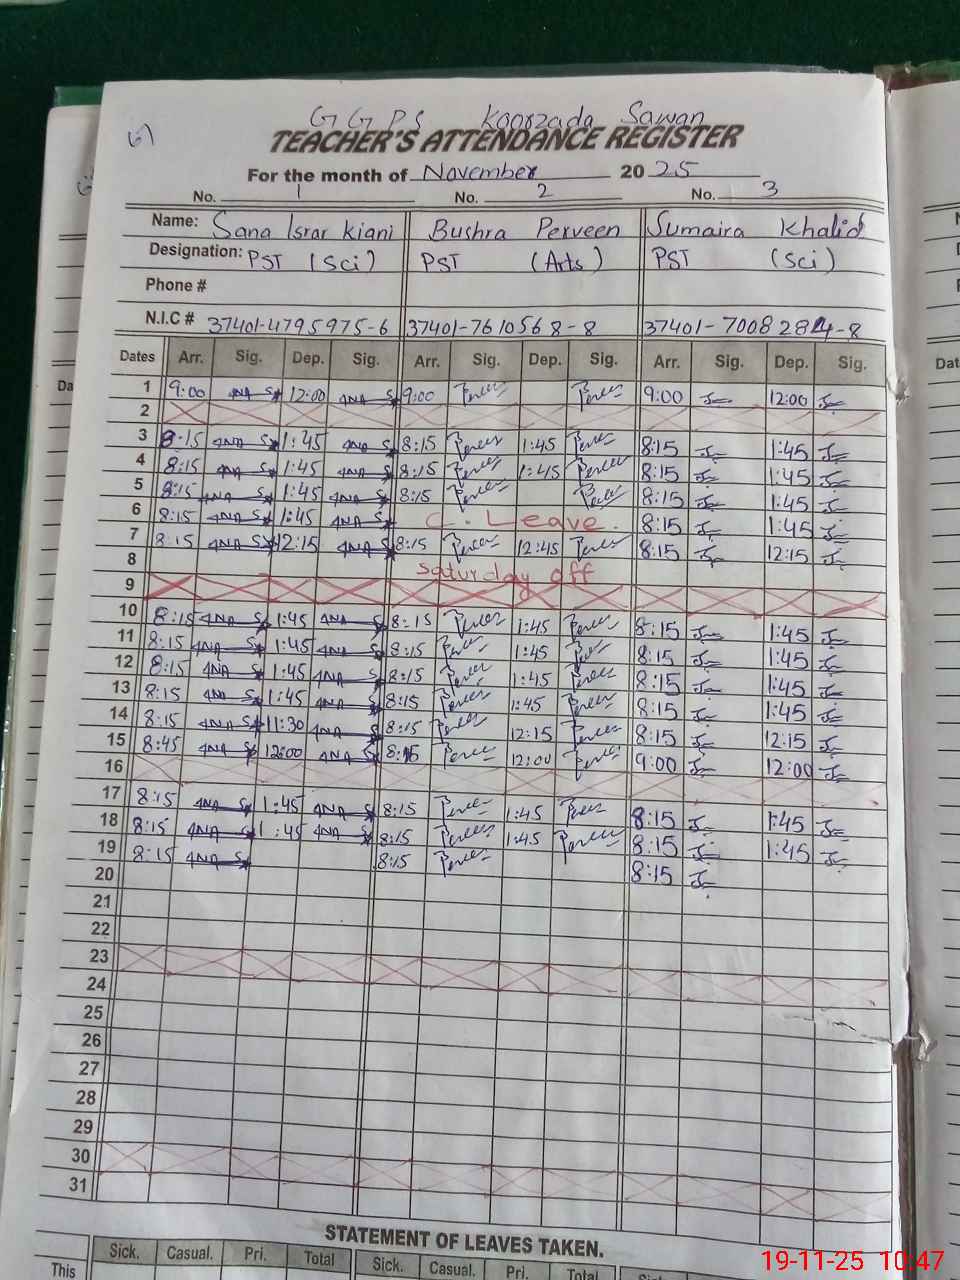 G G P S Koorzada Sawan
TEACHER'S ATTENDANCE REGISTER
For the month of November 2025
No. 1 No. 2 No. 3
Name: Sana Israr Kiani Bushra Perveen Sumaira Khalid
Designation: PST (Sci) PST (Arts) PST (Sci)
Phone #
N.I.C # 37401-4795975-6 37401-7610568-8 37401-7008284-8
Dates Arr. Sig. Dep. Sig. Arr. Sig. Dep. Sig. Arr. Sig. Dep. Sig.
1 9:00 12:00 9:00 9:00 12:00
2
3 8:15 1:45 8:15 1:45 8:15 1:45
4 8:15 1:45 8:15 1:45 8:15 1:45
5 8:15 1:45 8:15 8:15 1:45
6 8:15 1:45 C. Leave. 8:15 1:45
7 8:15 12:15 8:15 12:45 8:15 12:15
8 Saturday off
9
10 8:15 1:45 8:15 1:45 8:15 1:45
11 8:15 1:45 8:15 1:45 8:15 1:45
12 8:15 1:45 8:15 1:45 8:15 1:45
13 8:15 1:45 8:15 1:45 8:15 1:45
14 8:15 11:30 8:15 12:15 8:15 12:15
15 8:45 12:00 8:15 12:00 9:00 12:00
16
17 8:15 1:45 8:15 1:45 8:15 1:45
18 8:15 1:45 8:15 1:45 8:15 1:45
19 8:15 8:15 8:15
20
21
22
23
24
25
26
27
28
29
30
31
STATEMENT OF LEAVES TAKEN.
Sick. Casual. Pri. Total Sick. Casual. Pri. Total
This
19-11-25 10:47